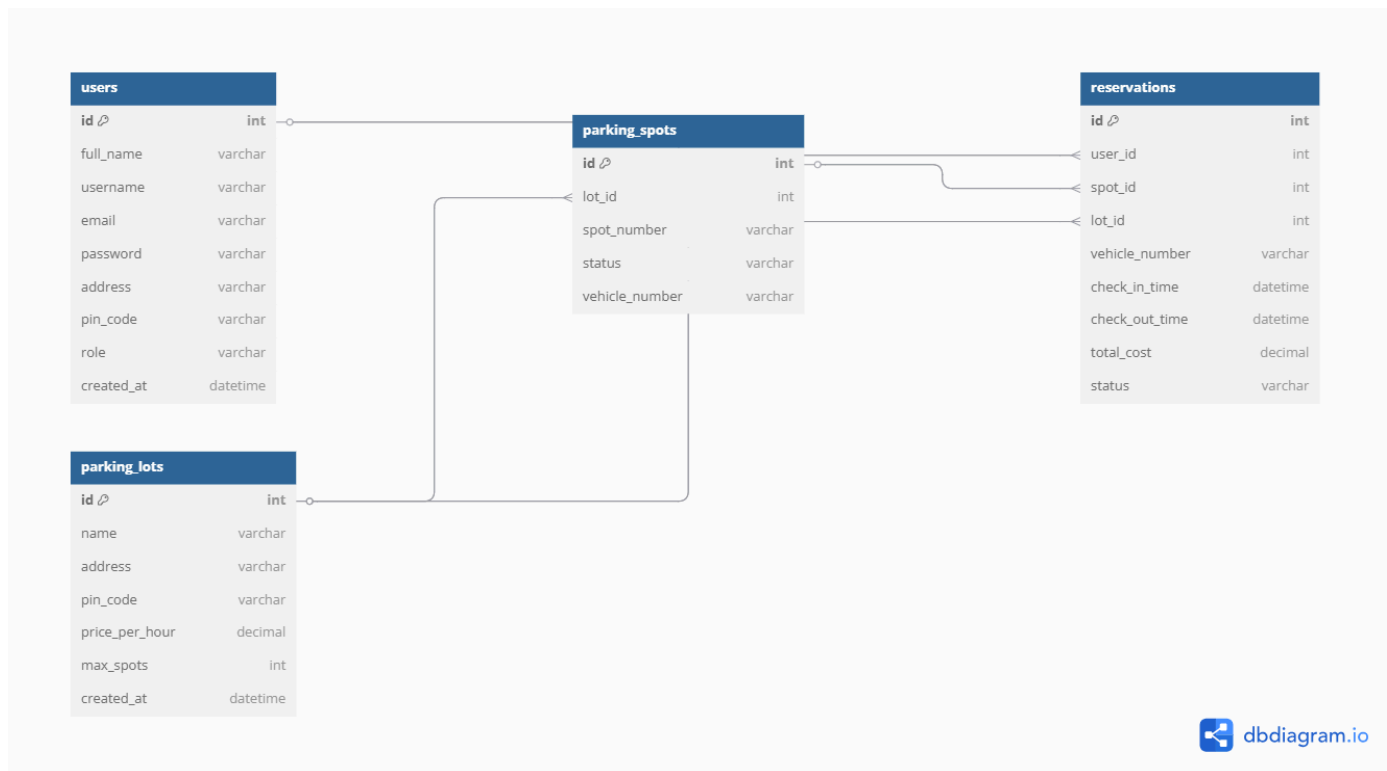 users
id int
full_name varchar
username varchar
email varchar
password varchar
address varchar
pin_code varchar
role varchar
created_at datetime
parking_lots
id int
name varchar
address varchar
pin_code varchar
price_per_hour decimal
max_spots int
created_at datetime
parking_spots
id int
lot_id int
spot_number varchar
status varchar
vehicle_number varchar
reservations
id int
user_id int
spot_id int
lot_id int
vehicle_number varchar
check_in_time datetime
check_out_time datetime
total_cost decimal
status varchar
dbdiagram.io